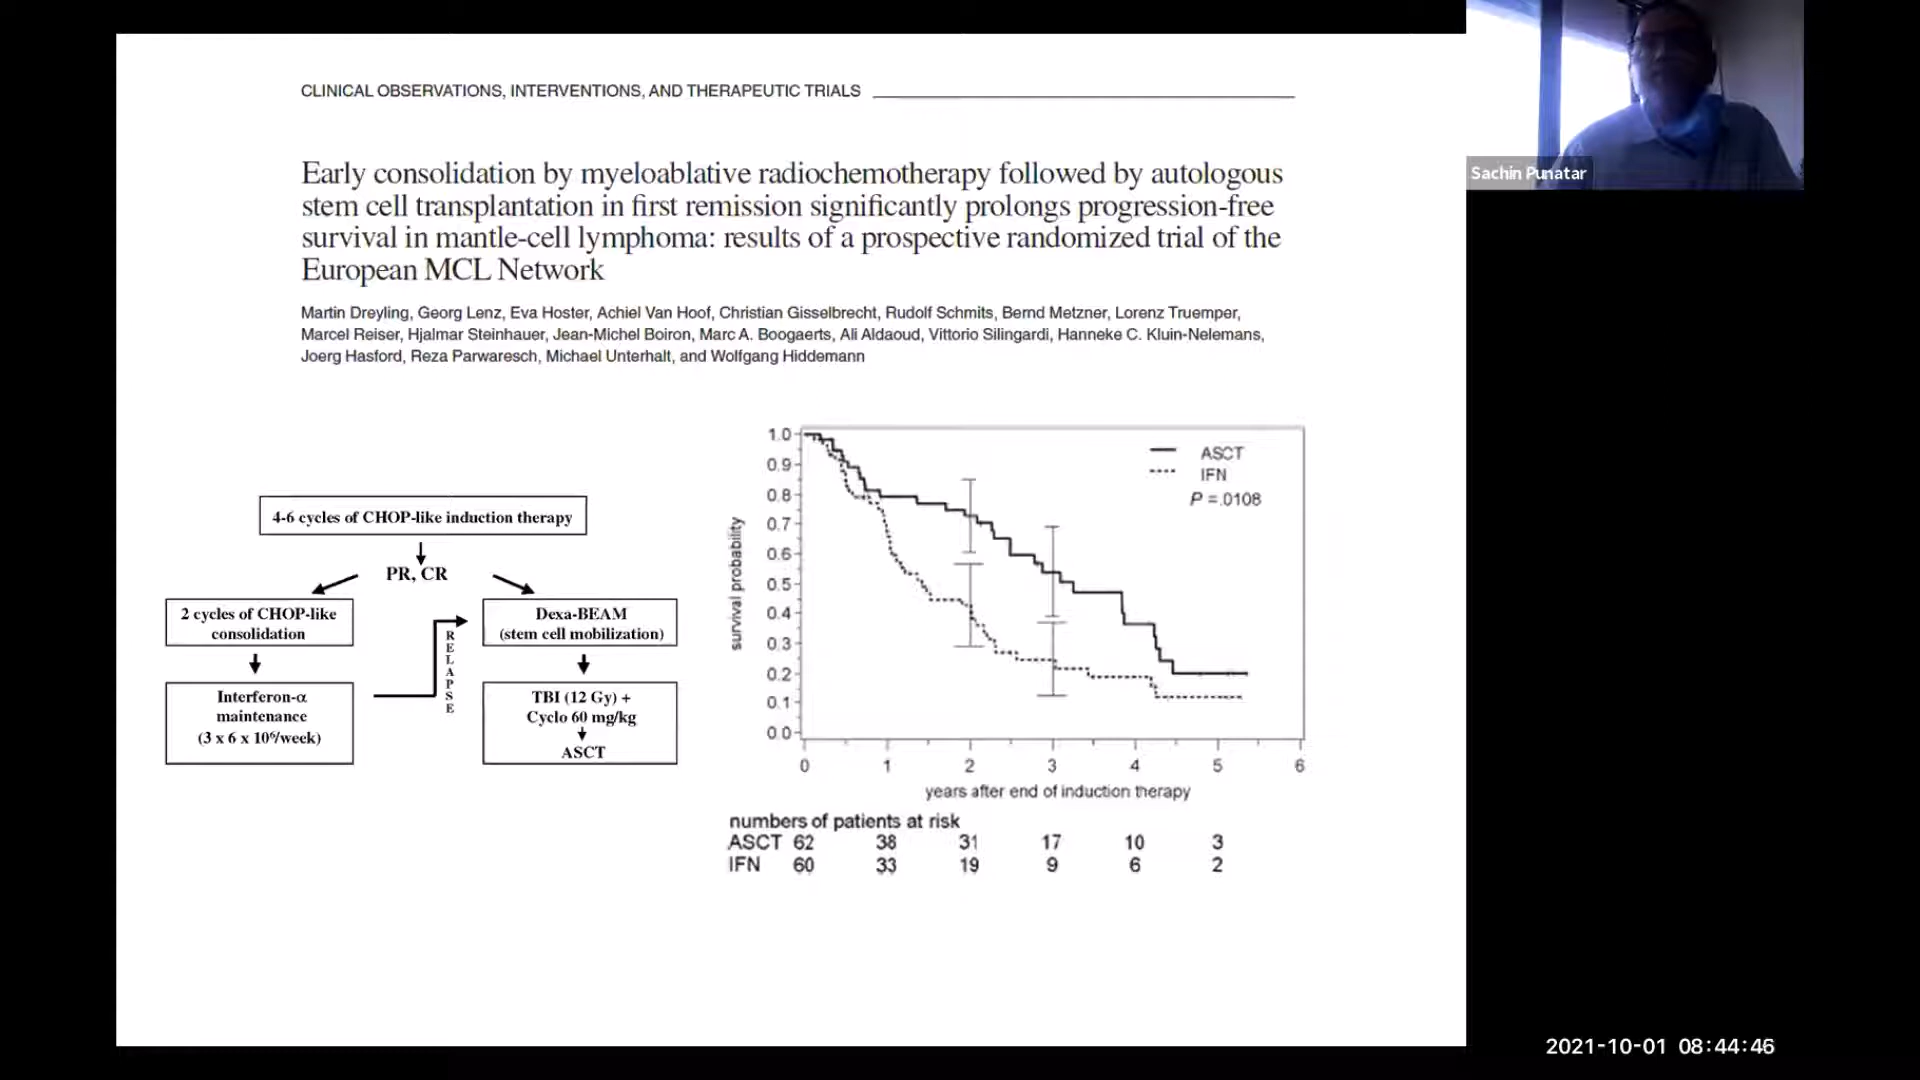 CLINICAL OBSERVATIONS, INTERVENTIONS, AND THERAPEUTIC TRIALS
Sachin Punatar
Early consolidation by myeloablative radiochemotherapy followed by autologous
stem cell transplantation in first remission significantly prolongs progression-free
survival in mantle-cell lymphoma: results of a prospective randomized trial of the
European MCL Network
Martin Dreyling, Georg Lenz, Eva Hoster, Achiel Van Hoof, Christian Gisselbrecht, Rudolf Schmits, Bernd Metzner, Lorenz Truemper,
Marcel Reiser, Hjalmar Steinhauer, Jean-Michel Boiron, Marc A. Boogaerts, Ali Aldaoud, Vittorio Silingardi, Hanneke C. Kluin-Nelemans,
Joerg Hasford, Reza Parwaresch, Michael Unterhalt, and Wolfgang Hiddemann
4-6 cycles of CHOP-like induction therapy
PR, CR
2 cycles of CHOP-like
consolidation
Interferon-α
maintenance
(3 x 6 x 10⁶/week)
RELAPSE
Dexa-BEAM
(stem cell mobilization)
TBI (12 Gy) +
Cyclo 60 mg/kg
ASCT
survival probability
1.0
0.9
0.8
0.7
0.6
0.5
0.4
0.3
0.2
0.1
0.0
ASCT
IFN
P = .0108
0 1 2 3 4 5 6
years after end of induction therapy
numbers of patients at risk
ASCT 62 38 31 17 10 3
IFN 60 33 19 9 6 2
2021-10-01 08:44:46